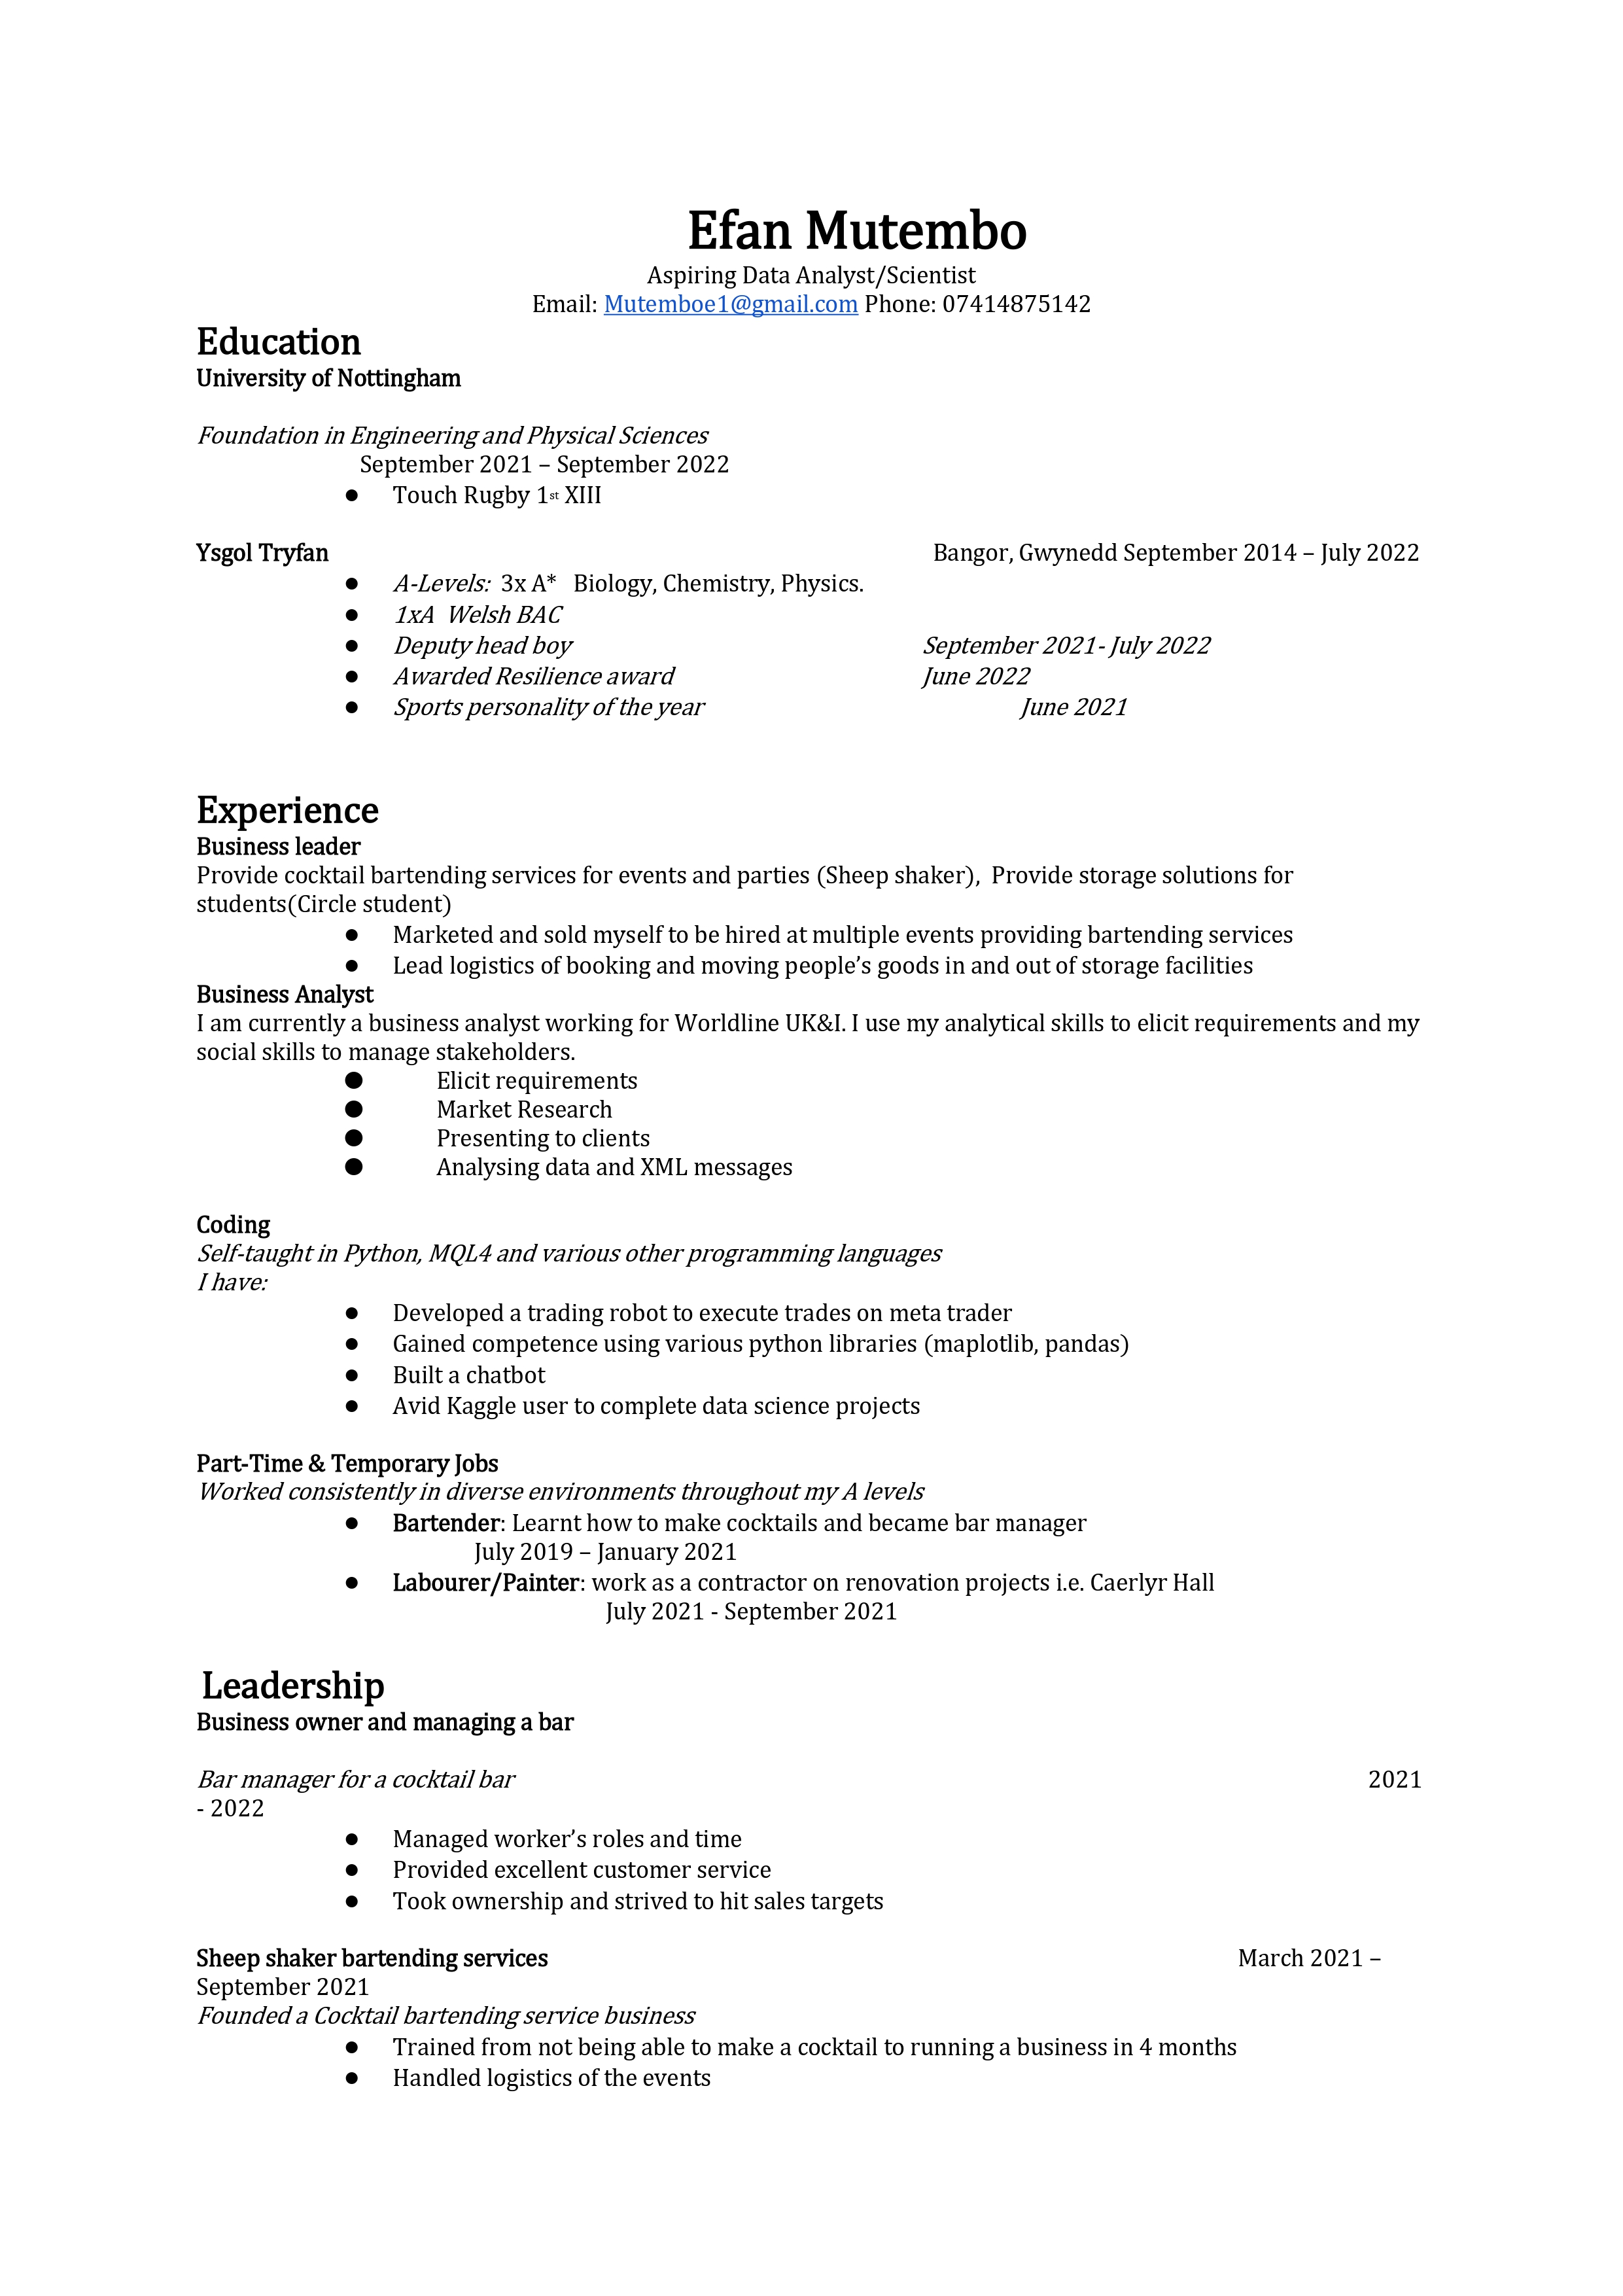 Efan Mutembo
Aspiring Data Analyst/Scientist
Email: Mutemboe1@gmail.com Phone: 07414875142
Education
University of Nottingham
Foundation in Engineering and Physical Sciences
September 2021 – September 2022
● Touch Rugby 1st XIII
Ysgol Tryfan Bangor, Gwynedd September 2014 – July 2022
● A-Levels: 3x A* Biology, Chemistry, Physics.
● 1xA Welsh BAC
● Deputy head boy September 2021- July 2022
● Awarded Resilience award June 2022
● Sports personality of the year June 2021
Experience
Business leader
Provide cocktail bartending services for events and parties (Sheep shaker), Provide storage solutions for
students(Circle student)
● Marketed and sold myself to be hired at multiple events providing bartending services
● Lead logistics of booking and moving people’s goods in and out of storage facilities
Business Analyst
I am currently a business analyst working for Worldline UK&I. I use my analytical skills to elicit requirements and my
social skills to manage stakeholders.
● Elicit requirements
● Market Research
● Presenting to clients
● Analysing data and XML messages
Coding
Self-taught in Python, MQL4 and various other programming languages
I have:
● Developed a trading robot to execute trades on meta trader
● Gained competence using various python libraries (maplotlib, pandas)
● Built a chatbot
● Avid Kaggle user to complete data science projects
Part-Time & Temporary Jobs
Worked consistently in diverse environments throughout my A levels
● Bartender: Learnt how to make cocktails and became bar manager
July 2019 – January 2021
● Labourer/Painter: work as a contractor on renovation projects i.e. Caerlyr Hall
July 2021 - September 2021
Leadership
Business owner and managing a bar
Bar manager for a cocktail bar 2021
- 2022
● Managed worker’s roles and time
● Provided excellent customer service
● Took ownership and strived to hit sales targets
Sheep shaker bartending services March 2021 –
September 2021
Founded a Cocktail bartending service business
● Trained from not being able to make a cocktail to running a business in 4 months
● Handled logistics of the events